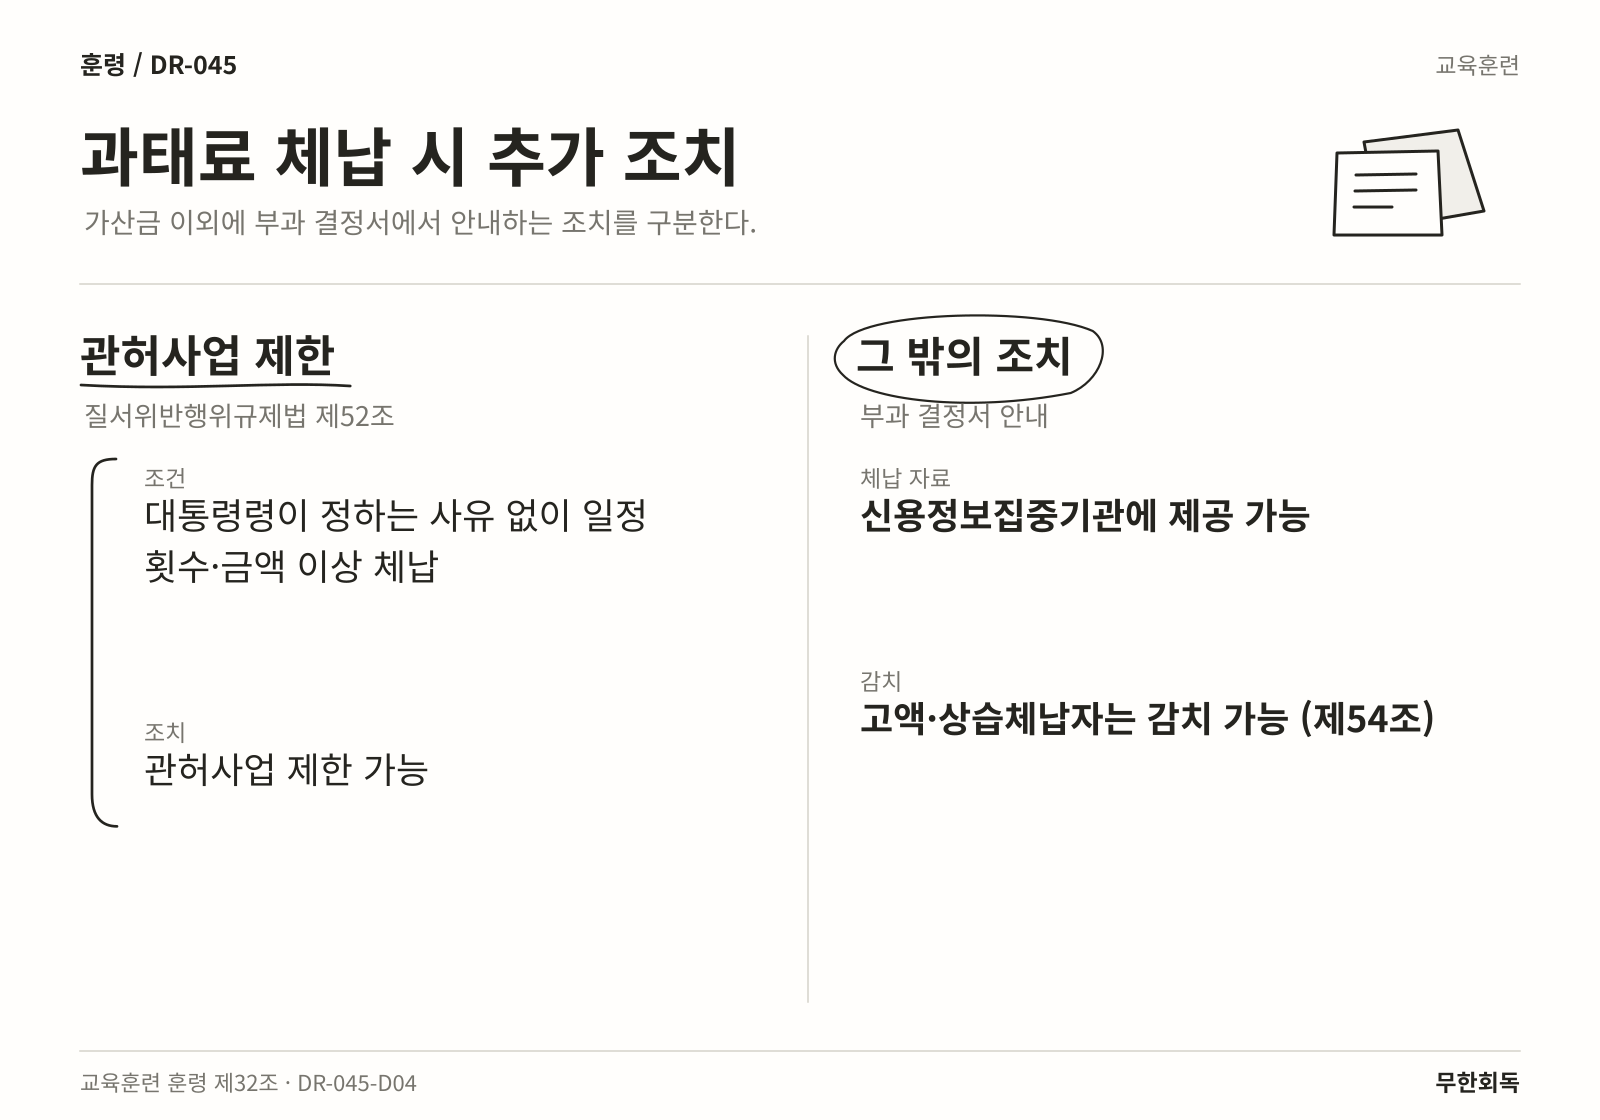 훈령 / DR-045
교육훈련
과태료 체납 시 추가 조치
가산금 이외에 부과 결정서에서 안내하는 조치를 구분한다.
관허사업 제한
질서위반행위규제법 제52조
조건
대통령령이 정하는 사유 없이 일정
횟수·금액 이상 체납
조치
관허사업 제한 가능
그 밖의 조치
부과 결정서 안내
체납 자료
신용정보집중기관에 제공 가능
감치
고액·상습체납자는 감치 가능 (제54조)
교육훈련 훈령 제32조 · DR-045-D04
무한회독